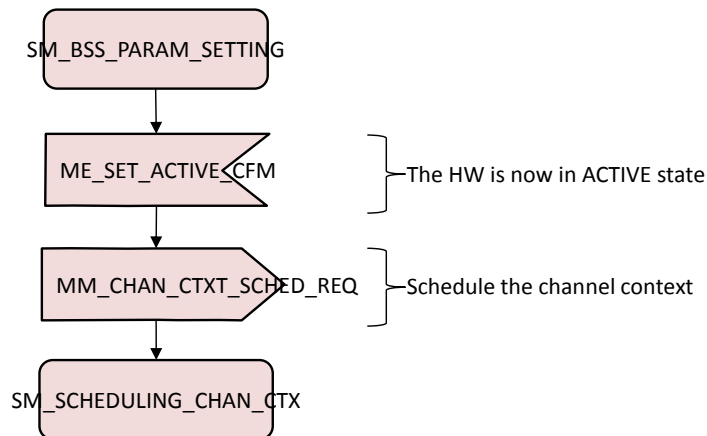 SM_BSS_PARAM_SETTING
ME_SET_ACTIVE_CFM
The HW is now in ACTIVE state
MM_CHAN_CTXT_SCHED_REQ
Schedule the channel context
SM_SCHEDULING_CHAN_CTX